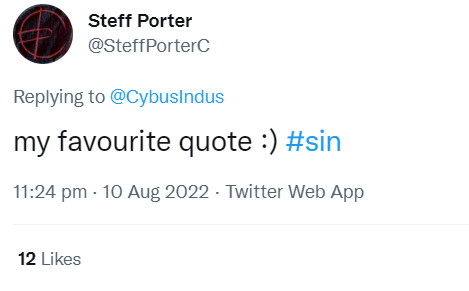 Steff Porter
@SteffPorterC
Replying to @CybusIndus
my favourite quote :) #sin
11:24 pm · 10 Aug 2022 · Twitter Web App
12 Likes